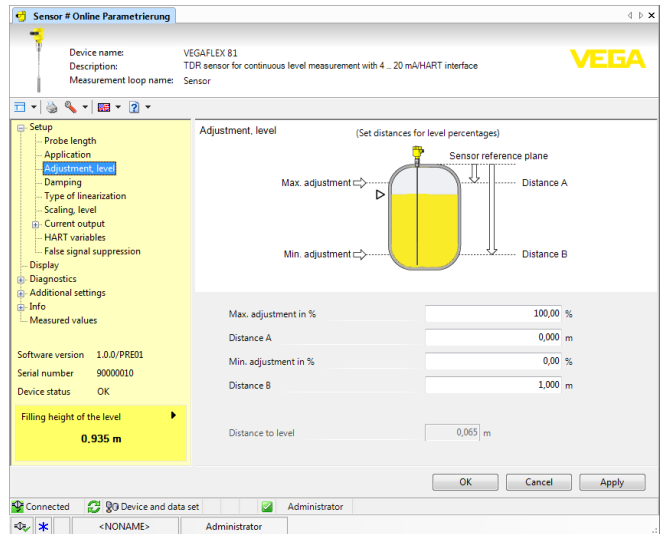 Sensor # Online Parametrierung
Device name: VEGAFLEX 81
Description: TDR sensor for continuous level measurement with 4 .. 20 mA/HART interface
Measurement loop name: Sensor
VEGA
Setup
Probe length
Application
Adjustment, level
Damping
Type of linearization
Scaling, level
Current output
HART variables
False signal suppression
Display
Diagnostics
Additional settings
Info
Measured values
Software version 1.0.0/PRE01
Serial number 90000010
Device status OK
Filling height of the level
0,935 m
Adjustment, level
(Set distances for level percentages)
Sensor reference plane
Max. adjustment
Distance A
Min. adjustment
Distance B
Max. adjustment in % 100,00 %
Distance A 0,000 m
Min. adjustment in % 0,00 %
Distance B 1,000 m
Distance to level 0,065 m
OK Cancel Apply
Connected Device and data set Administrator
<NONAME> Administrator